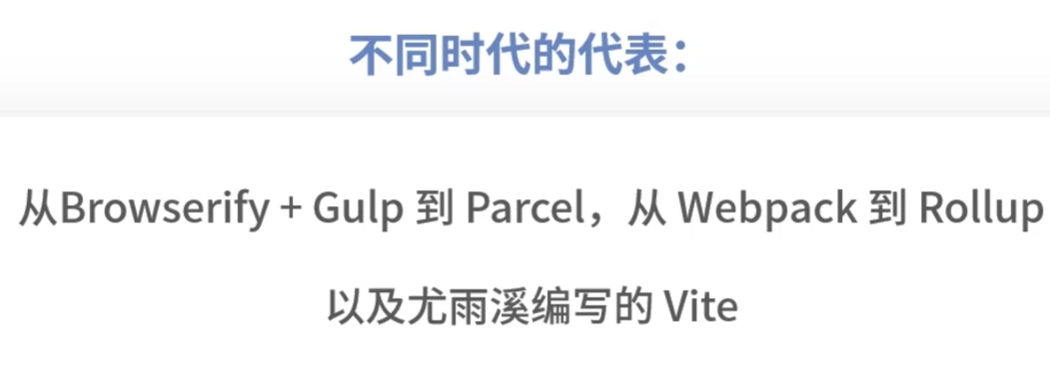 不同时代的代表：
从Browserify + Gulp 到 Parcel，从 Webpack 到 Rollup
以及尤雨溪编写的 Vite